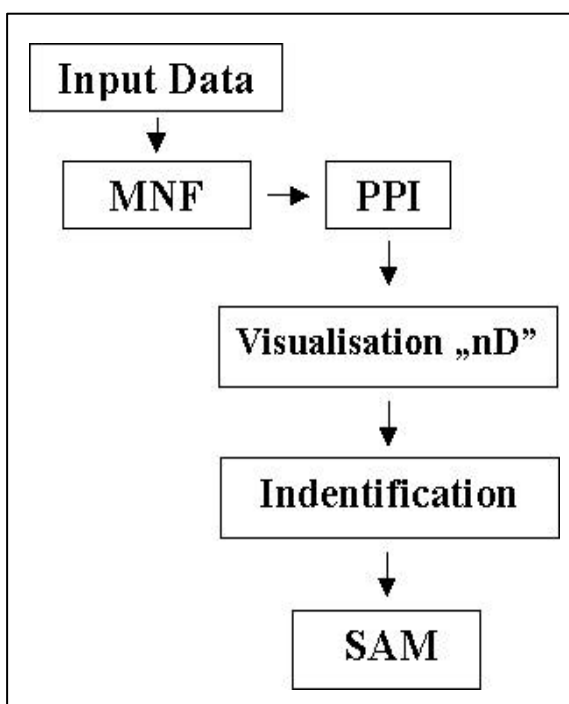 Input Data
MNF
PPI
Visualisation „nD”
Indentification
SAM